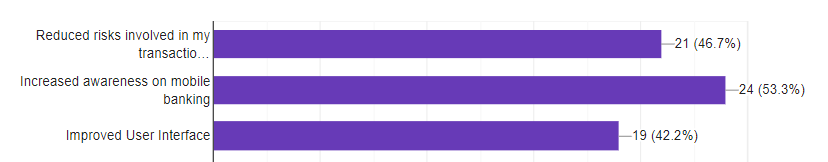 Reduced risks involved in my
transactio…
21 (46.7%)
Increased awareness on mobile
banking
24 (53.3%)
Improved User Interface
19 (42.2%)